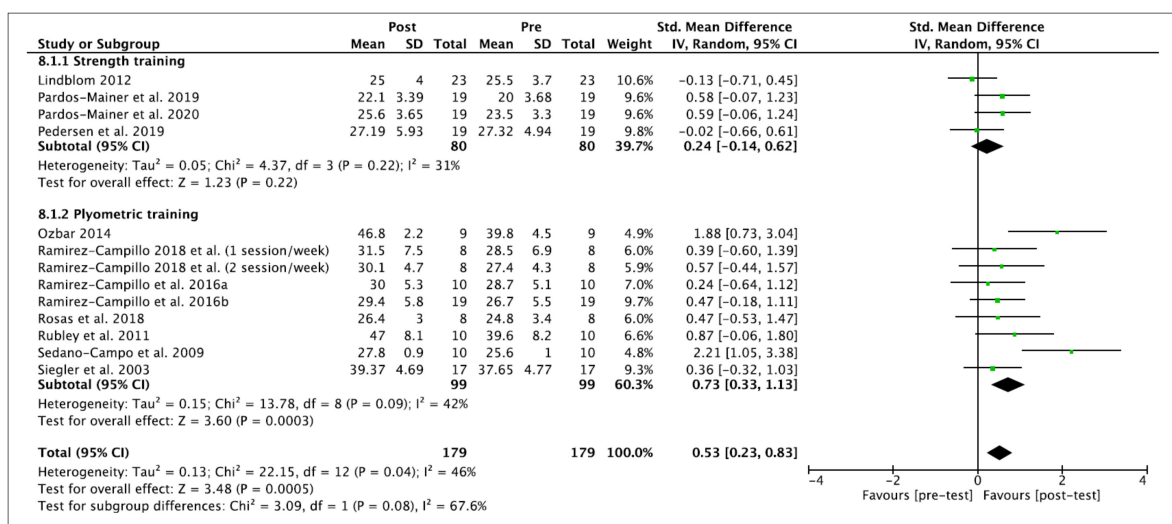 Post Pre Std. Mean Difference Std. Mean Difference
Study or Subgroup Mean SD Total Mean SD Total Weight IV, Random, 95% CI IV, Random, 95% CI
8.1.1 Strength training
Lindblom 2012 25 4 23 25.5 3.7 23 10.6% −0.13 [−0.71, 0.45]
Pardos-Mainer et al. 2019 22.1 3.39 19 20 3.68 19 9.6% 0.58 [−0.07, 1.23]
Pardos-Mainer et al. 2020 25.6 3.65 19 23.5 3.3 19 9.6% 0.59 [−0.06, 1.24]
Pedersen et al. 2019 27.19 5.93 19 27.32 4.94 19 9.8% −0.02 [−0.66, 0.61]
Subtotal (95% CI) 80 80 39.7% 0.24 [−0.14, 0.62]
Heterogeneity: Tau² = 0.05; Chi² = 4.37, df = 3 (P = 0.22); I² = 31%
Test for overall effect: Z = 1.23 (P = 0.22)
8.1.2 Plyometric training
Ozbar 2014 46.8 2.2 9 39.8 4.5 9 4.9% 1.88 [0.73, 3.04]
Ramirez-Campillo 2018 et al. (1 session/week) 31.5 7.5 8 28.5 6.9 8 6.0% 0.39 [−0.60, 1.39]
Ramirez-Campillo 2018 et al. (2 session/week) 30.1 4.7 8 27.4 4.3 8 5.9% 0.57 [−0.44, 1.57]
Ramirez-Campillo et al. 2016a 30 5.3 10 28.7 5.1 10 7.0% 0.24 [−0.64, 1.12]
Ramirez-Campillo et al. 2016b 29.4 5.8 19 26.7 5.5 19 9.7% 0.47 [−0.18, 1.11]
Rosas et al. 2018 26.4 3 8 24.8 3.4 8 6.0% 0.47 [−0.53, 1.47]
Rubley et al. 2011 47 8.1 10 39.6 8.2 10 6.6% 0.87 [−0.06, 1.80]
Sedano-Campo et al. 2009 27.8 0.9 10 25.6 1 10 4.8% 2.21 [1.05, 3.38]
Siegler et al. 2003 39.37 4.69 17 37.65 4.77 17 9.3% 0.36 [−0.32, 1.03]
Subtotal (95% CI) 99 99 60.3% 0.73 [0.33, 1.13]
Heterogeneity: Tau² = 0.15; Chi² = 13.78, df = 8 (P = 0.09); I² = 42%
Test for overall effect: Z = 3.60 (P = 0.0003)
Total (95% CI) 179 179 100.0% 0.53 [0.23, 0.83]
Heterogeneity: Tau² = 0.13; Chi² = 22.15, df = 12 (P = 0.04); I² = 46%
Test for overall effect: Z = 3.48 (P = 0.0005)
Test for subgroup differences: Chi² = 3.09, df = 1 (P = 0.08), I² = 67.6%
−4 −2 0 2 4
Favours [pre-test] Favours [post-test]